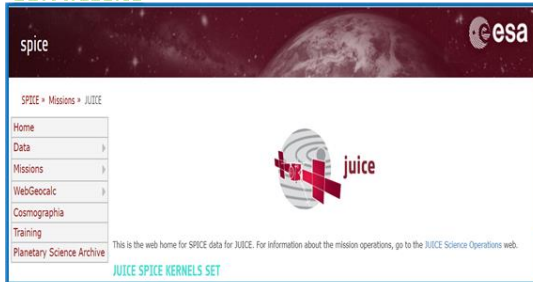 spice
esa
SPICE » Missions » JUICE
Home
Data
Missions
WebGeocalc
Cosmographia
Training
Planetary Science Archive
juice
This is the web home for SPICE data for JUICE. For information about the mission operations, go to the JUICE Science Operations web.
JUICE SPICE KERNELS SET